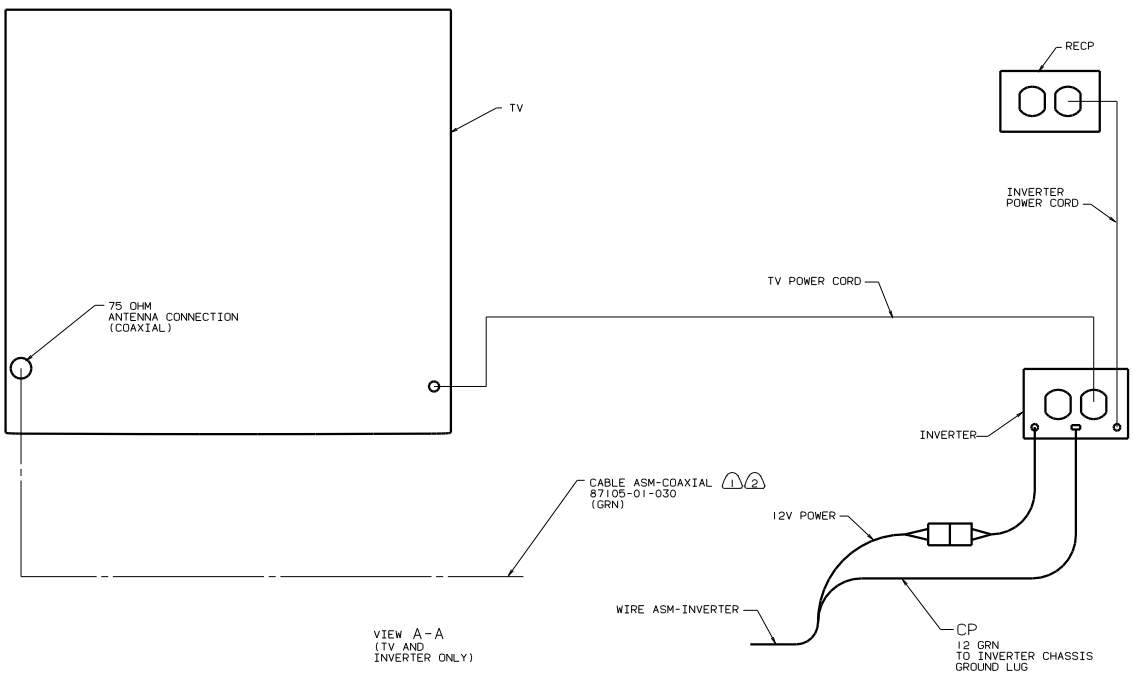 RECP
TV
INVERTER
POWER CORD
TV POWER CORD
75 OHM
ANTENNA CONNECTION
(COAXIAL)
INVERTER
CABLE ASM-COAXIAL 1 2
87105-01-030
(GRN)
12V POWER
WIRE ASM-INVERTER
CP
12 GRN
TO INVERTER CHASSIS
GROUND LUG
VIEW A-A
(TV AND
INVERTER ONLY)